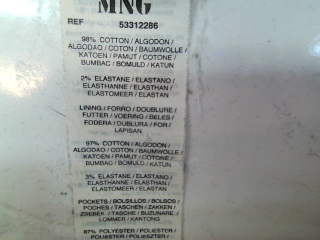 MNG
REF 53312286
98% COTTON / ALGODON /
ALGODAO / COTON / BAUMWOLLE /
KATOEN / PAMUT / COTONE /
BUMBAC / BOMULD / KATUN
2% ELASTANE / ELASTANO /
ELASTHANNE / ELASTHAN /
ELASTOMEER / ELASTAN
LINING / FORRO / DOUBLURE /
FUTTER / VOERING / BELES /
FODERA / DUBLURA / FOR /
LAPISAN
97% COTTON / ALGODON /
ALGODAO / COTON / BAUMWOLLE /
KATOEN / PAMUT / COTONE /
BUMBAC / BOMULD / KATUN
3% ELASTANE / ELASTANO /
ELASTHANNE / ELASTHAN /
ELASTOMEER / ELASTAN
POCKETS / BOLSILLOS / BOLSOS /
POCHES / TASCHEN / ZAKKEN /
ZSEBEK / TASCHE / BUZUNARE /
LOMMER / KANTONG
67% POLYESTER / POLIESTER /
POLIESTER / POLIESZTER /